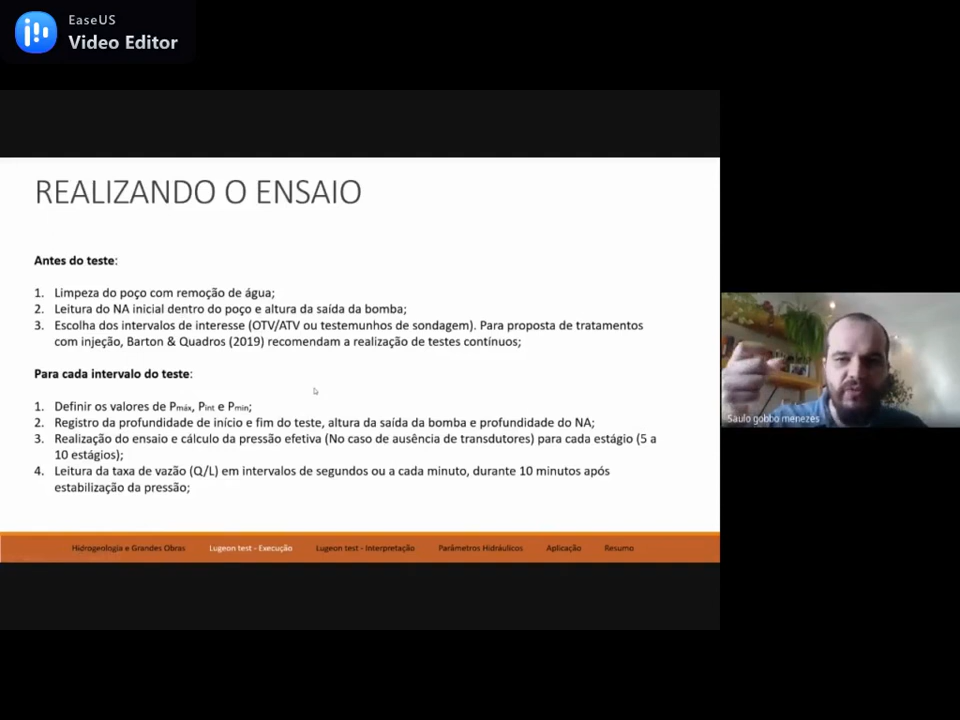 EaseUS
Video Editor
REALIZANDO O ENSAIO
Antes do teste:
1. Limpeza do poço com remoção de água;
2. Leitura do NA inicial dentro do poço e altura da saída da bomba;
3. Escolha dos intervalos de interesse (OTV/ATV ou testemunhos de sondagem). Para proposta de tratamentos
com injeção, Barton & Quadros (2019) recomendam a realização de testes contínuos;
Para cada intervalo do teste:
1. Definir os valores de Pmáx, Pint e Pmin;
2. Registro da profundidade de início e fim do teste, altura da saída da bomba e profundidade do NA;
3. Realização do ensaio e cálculo da pressão efetiva (No caso de ausência de transdutores) para cada estágio (5 a
10 estágios);
4. Leitura da taxa de vazão (Q/L) em intervalos de segundos ou a cada minuto, durante 10 minutos após
estabilização da pressão;
Saulo gobbo menezes
Hidrogeologia e Grandes Obras Lugeon test - Execução Lugeon test - Interpretação Parâmetros Hidráulicos Aplicação Resumo